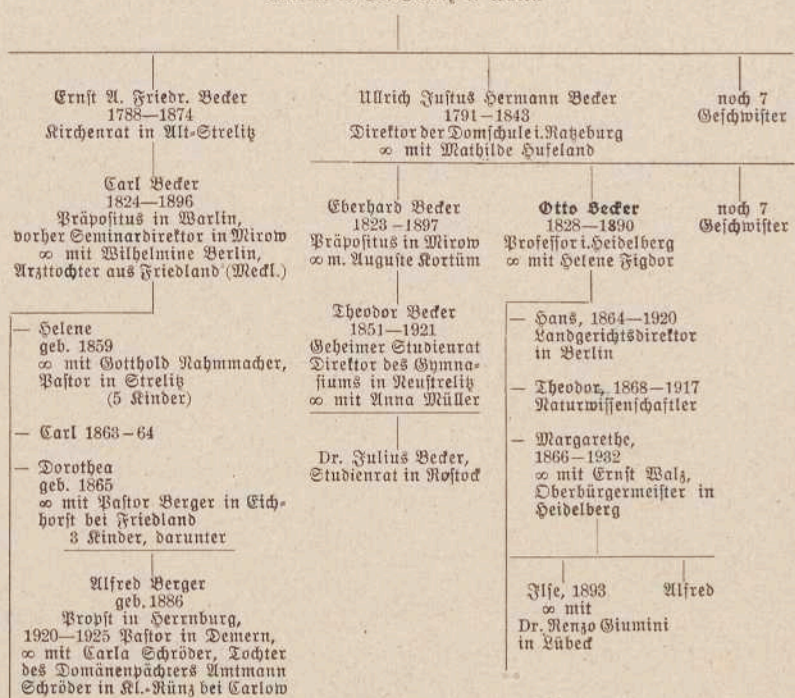 Ernst A. Friedr. Becker
1788—1874
Kirchenrat in Alt-Strelitz
Ullrich Justus Hermann Becker
1791–1843
Direktor der Domschule i. Ratzeburg
∞ mit Mathilde Hufeland
noch 7
Geschwister
Carl Becker
1824—1896
Präpositus in Warlin,
vorher Seminardirektor in Mirow
∞ mit Wilhelmine Berlin,
Arzttochter aus Friedland (Meckl.)
Eberhard Becker
1823–1897
Präpositus in Mirow
∞ m. Auguste Kortüm
Otto Becker
1828—1890
Professor i. Heidelberg
∞ mit Helene Figdor
noch 7
Geschwister
— Helene
geb. 1859
∞ mit Gotthold Rahmmacher,
Pastor in Strelitz
(5 Kinder)
— Carl 1863–64
— Dorothea
geb. 1865
∞ mit Pastor Berger in Eich-
horst bei Friedland
3 Kinder, darunter
Alfred Berger
geb. 1886
Propst in Herrnburg,
1920—1925 Pastor in Demern,
∞ mit Carla Schröder, Tochter
des Domänenpächters Amtmann
Schröder in Kl.-Rünz bei Carlow
Theodor Becker
1851—1921
Geheimer Studienrat
Direktor des Gymna-
siums in Neustrelitz
∞ mit Anna Müller
Dr. Julius Becker,
Studienrat in Rostock
— Hans, 1864—1920
Landgerichtsdirektor
in Berlin
— Theodor, 1868—1917
Naturwissenschaftler
— Margarethe,
1866—1932
∞ mit Ernst Walz,
Oberbürgermeister in
Heidelberg
Ilse, 1893
∞ mit
Dr. Renzo Giumini
in Lübeck
Alfred